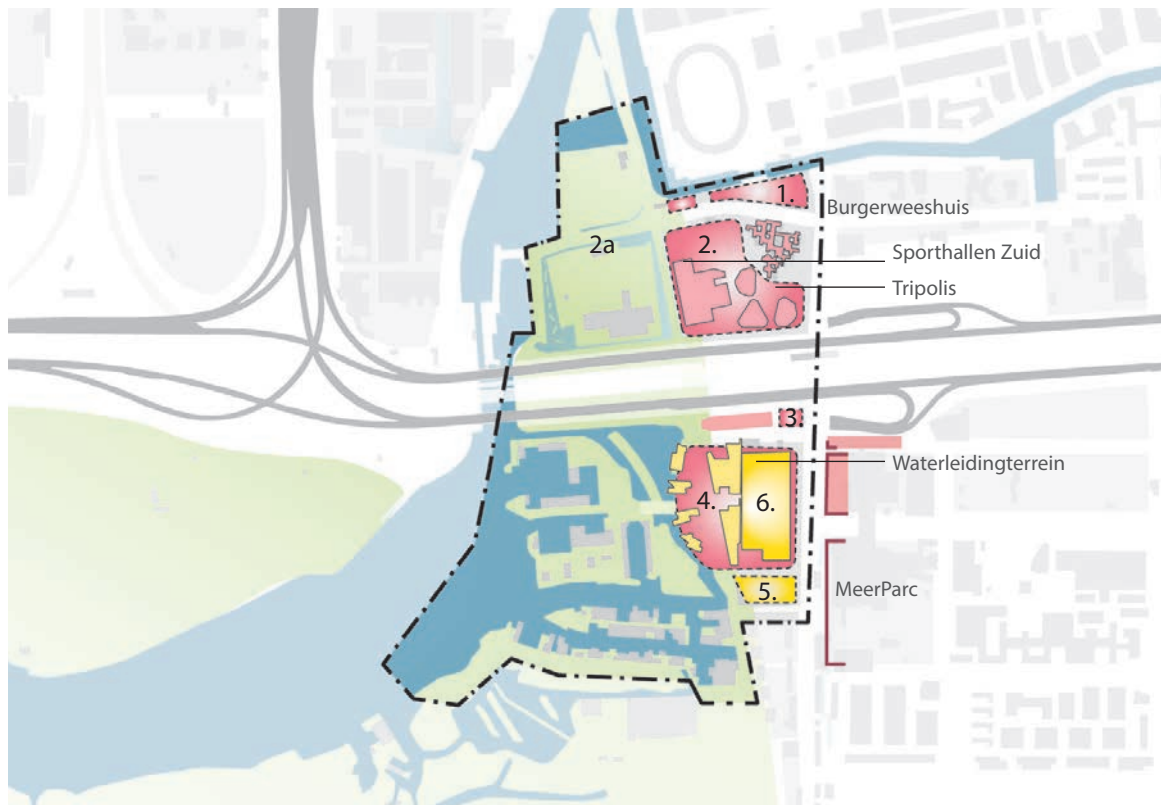 1.
Burgerweeshuis
2a
2.
Sporthallen Zuid
Tripolis
3
Waterleidingterrein
4.
6.
5.
MeerParc